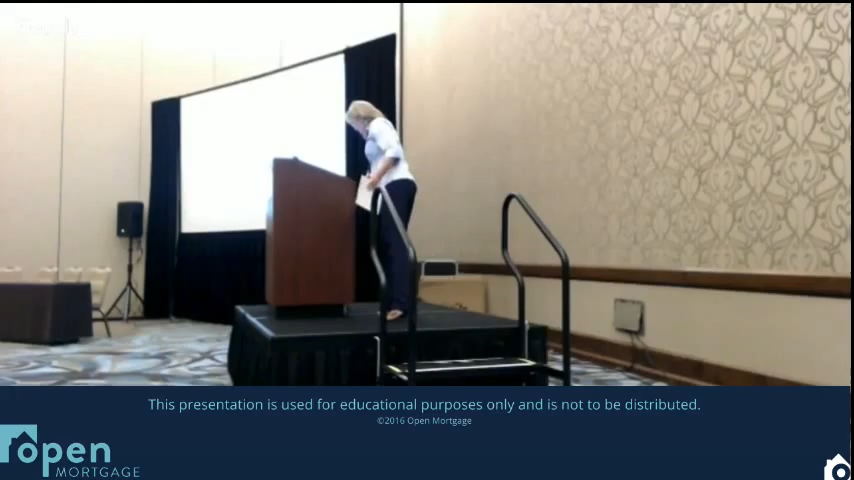 This presentation is used for educational purposes only and is not to be distributed.
©2016 Open Mortgage
open
MORTGAGE